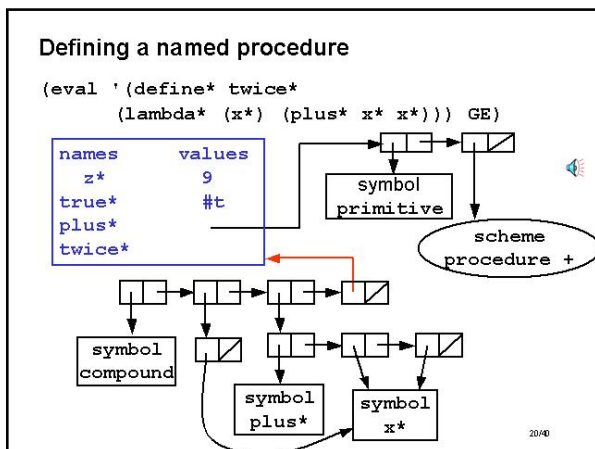 Defining a named procedure
(eval '(define* twice*
(lambda* (x*) (plus* x* x*))) GE)
names values
z* 9
true* #t
plus*
twice*
symbol
primitive
scheme
procedure +
symbol
compound
symbol
plus*
symbol
x*
20/40